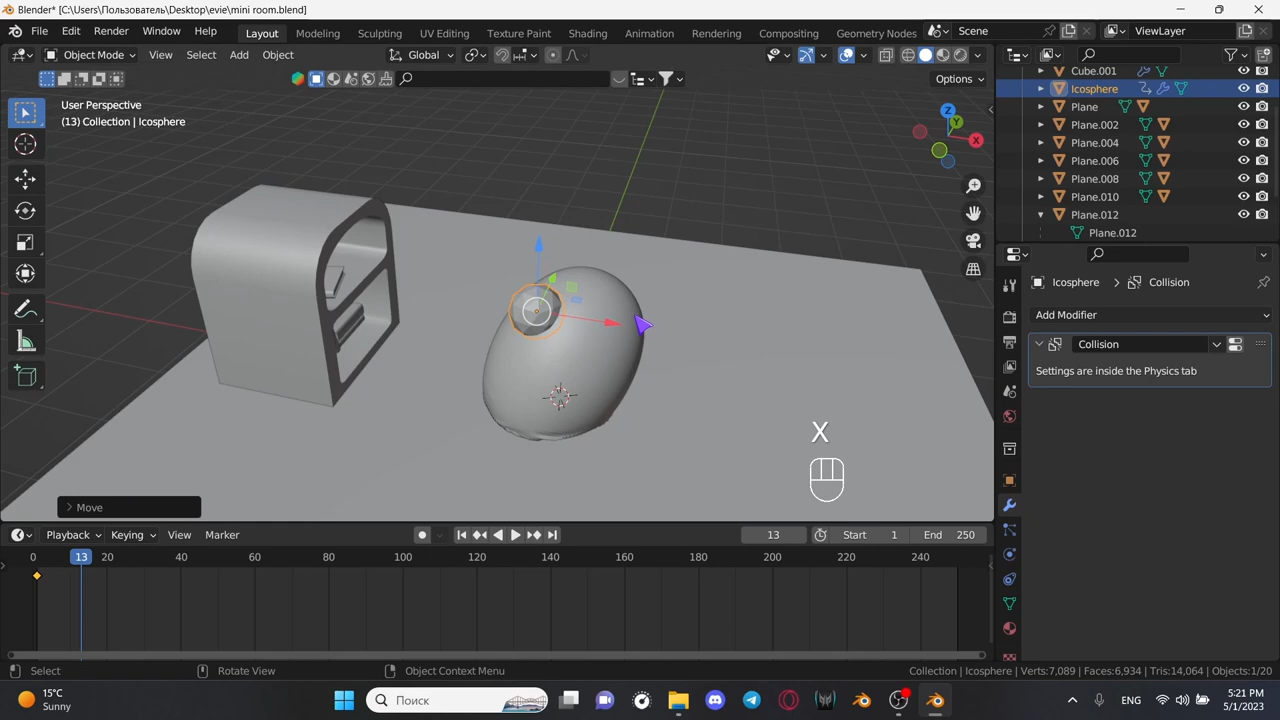 Blender* [C:\Users\Пользователь\Desktop\evie\mini room.blend]
File Edit Render Window Help Layout Modeling Sculpting UV Editing Texture Paint Shading Animation Rendering Compositing Geometry Nodes Scene ViewLayer
Object Mode View Select Add Object Global
Options
User Perspective
(13) Collection | Icosphere
Z
Y
X
Cube.001
Icosphere
Plane
Plane.002
Plane.004
Plane.006
Plane.008
Plane.010
Plane.012
Plane.012
Icosphere Collision
Add Modifier
Collision
Settings are inside the Physics tab
X
Move
Playback Keying View Marker 13 Start 1 End 250
0 13 20 40 60 80 100 120 140 160 180 200 220 240
Select Rotate View Object Context Menu Collection | Icosphere | Verts:7,089 | Faces:6,934 | Tris:14,064 | Objects:1/20
15°C
Sunny
Поиск
ENG
5:21 PM
5/1/2023